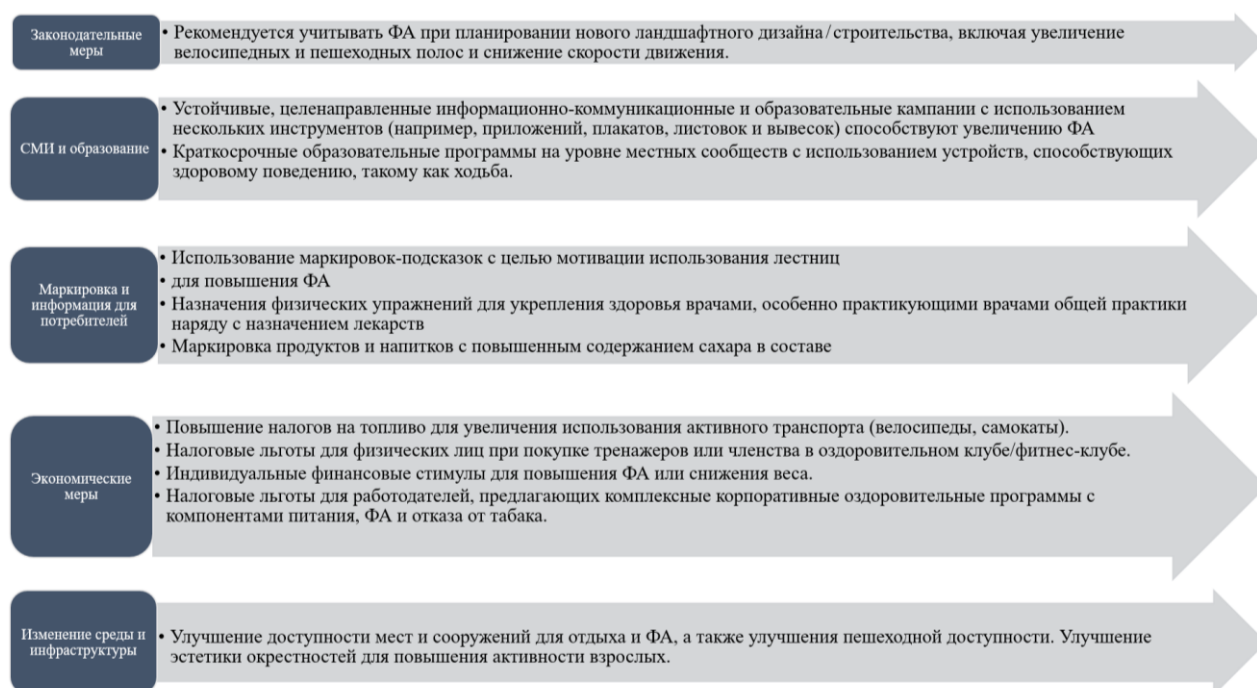 Законодательные
меры
• Рекомендуется учитывать ФА при планировании нового ландшафтного дизайна/строительства, включая увеличение
велосипедных и пешеходных полос и снижение скорости движения.
СМИ и образование
• Устойчивые, целенаправленные информационно-коммуникационные и образовательные кампании с использованием
нескольких инструментов (например, приложений, плакатов, листовок и вывесок) способствуют увеличению ФА
• Краткосрочные образовательные программы на уровне местных сообществ с использованием устройств, способствующих
здоровому поведению, такому как ходьба.
Маркировка и
информация для
потребителей
• Использование маркировок-подсказок с целью мотивации использования лестниц
• для повышения ФА
• Назначения физических упражнений для укрепления здоровья врачами, особенно практикующими врачами общей практики
наряду с назначением лекарств
• Маркировка продуктов и напитков с повышенным содержанием сахара в составе
Экономические
меры
• Повышение налогов на топливо для увеличения использования активного транспорта (велосипеды, самокаты).
• Налоговые льготы для физических лиц при покупке тренажеров или членства в оздоровительном клубе/фитнес-клубе.
• Индивидуальные финансовые стимулы для повышения ФА или снижения веса.
• Налоговые льготы для работодателей, предлагающих комплексные корпоративные оздоровительные программы с
компонентами питания, ФА и отказа от табака.
Изменение среды и
инфраструктуры
• Улучшение доступности мест и сооружений для отдыха и ФА, а также улучшения пешеходной доступности. Улучшение
эстетики окрестностей для повышения активности взрослых.